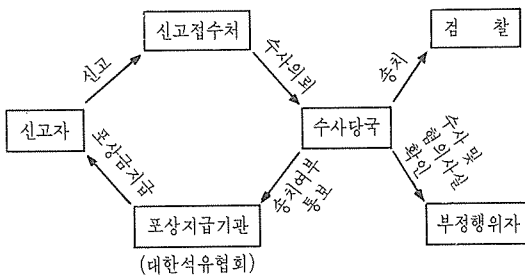 신고접수처
검 찰
신고
수사의뢰
송치
신고자
수사당국
포상금지급
송치여부
통보
수사 및
혐의사실
확인
포상지급기관
(대한석유협회)
부정행위자